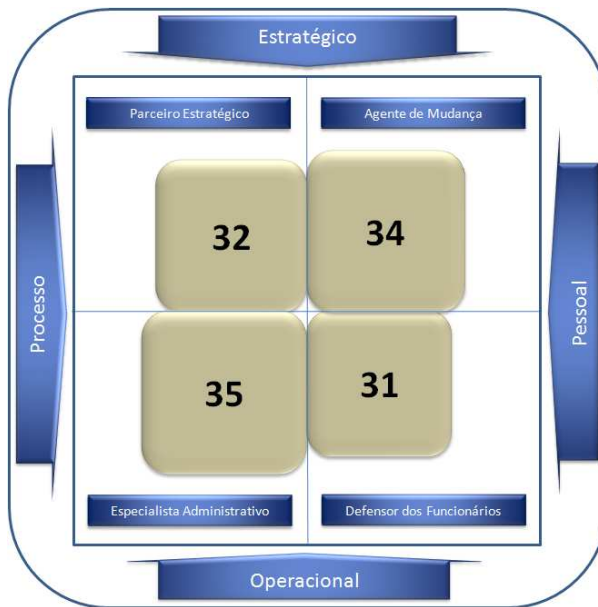 Estratégico
Parceiro Estratégico
Agente de Mudança
32
34
Processo
Pessoal
35
31
Especialista Administrativo
Defensor dos Funcionários
Operacional